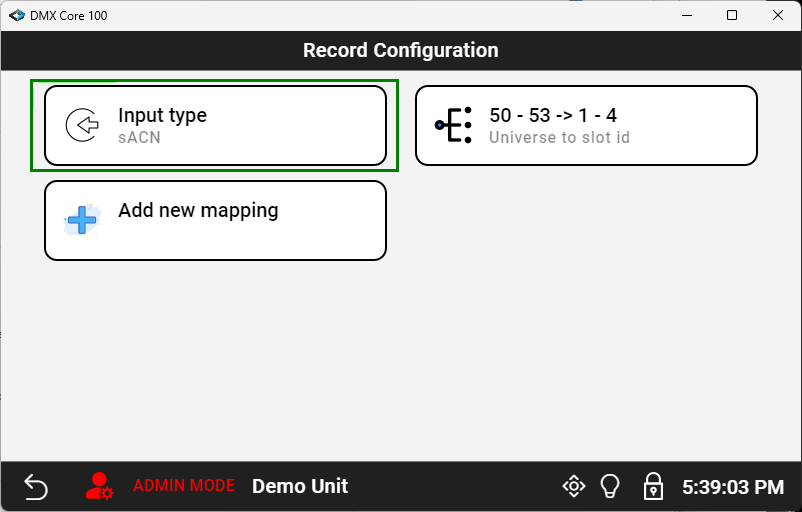 DMX Core 100
Record Configuration
Input type
sACN
50 - 53 -> 1 - 4
Universe to slot id
Add new mapping
ADMIN MODE
Demo Unit
5:39:03 PM